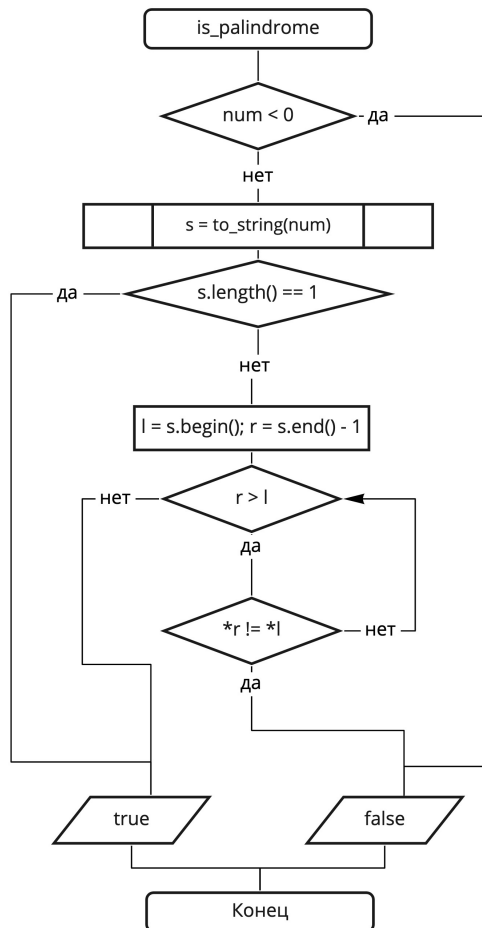 is_palindrome
num < 0
да
нет
s = to_string(num)
да
s.length() == 1
нет
l = s.begin(); r = s.end() - 1
нет
r > l
да
*r != *l
нет
да
true
false
Конец